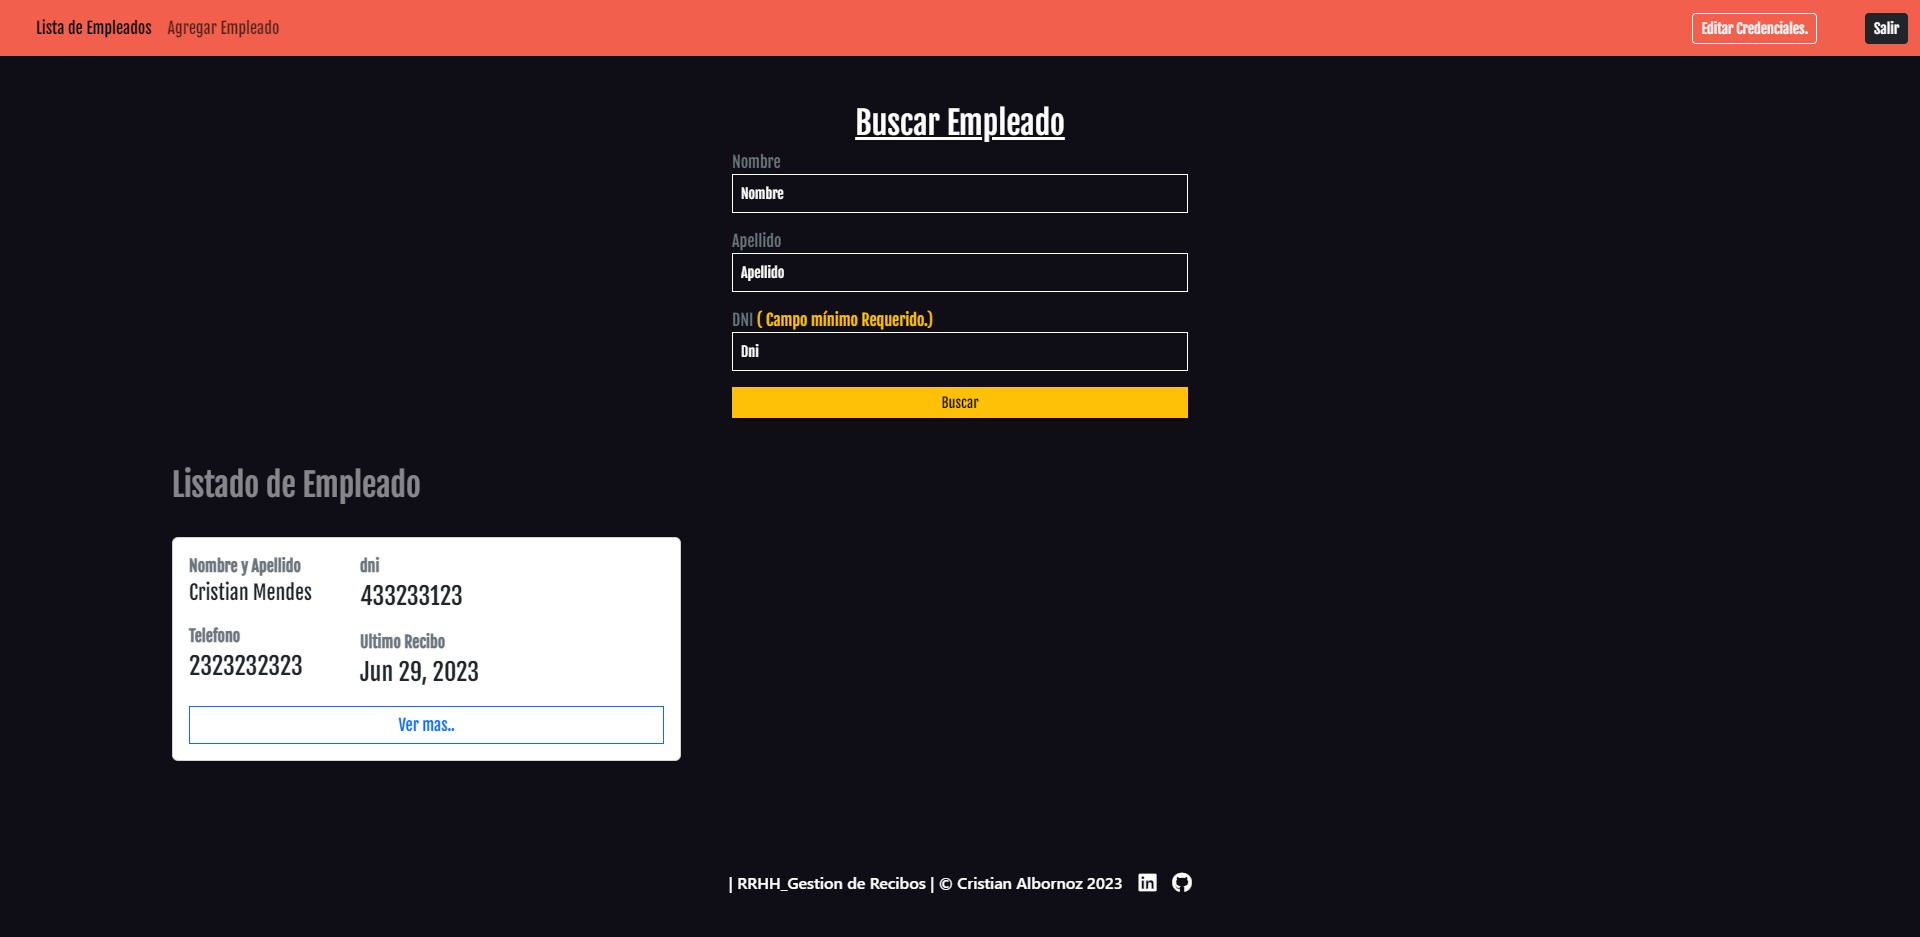 Lista de Empleados Agregar Empleado Editar Credenciales. Salir
Buscar Empleado
Nombre
Nombre
Apellido
Apellido
DNI ( Campo mínimo Requerido.)
Dni
Buscar
Listado de Empleado
Nombre y Apellido
Cristian Mendes
Telefono
2323232323
dni
433233123
Ultimo Recibo
Jun 29, 2023
Ver mas..
| RRHH_Gestion de Recibos | © Cristian Albornoz 2023